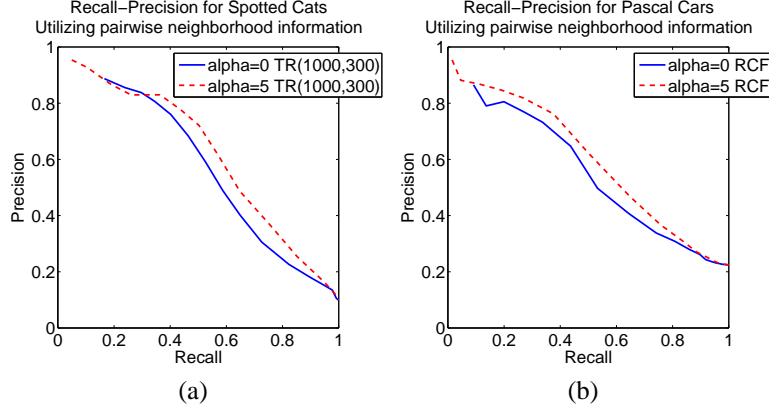 Recall−Precision for Spotted Cats
Utilizing pairwise neighborhood information
1
0.8
0.6
0.4
0.2
0
Precision
0 0.2 0.4 0.6 0.8 1
Recall
alpha=0 TR(1000,300)
alpha=5 TR(1000,300)
(a)
Recall−Precision for Pascal Cars
Utilizing pairwise neighborhood information
1
0.8
0.6
0.4
0.2
0
Precision
0 0.2 0.4 0.6 0.8 1
Recall
alpha=0 RCF
alpha=5 RCF
(b)